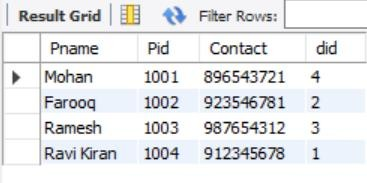 Result Grid Filter Rows:
Pname Pid Contact did
Mohan 1001 896543721 4
Farooq 1002 923546781 2
Ramesh 1003 987654312 3
Ravi Kiran 1004 912345678 1